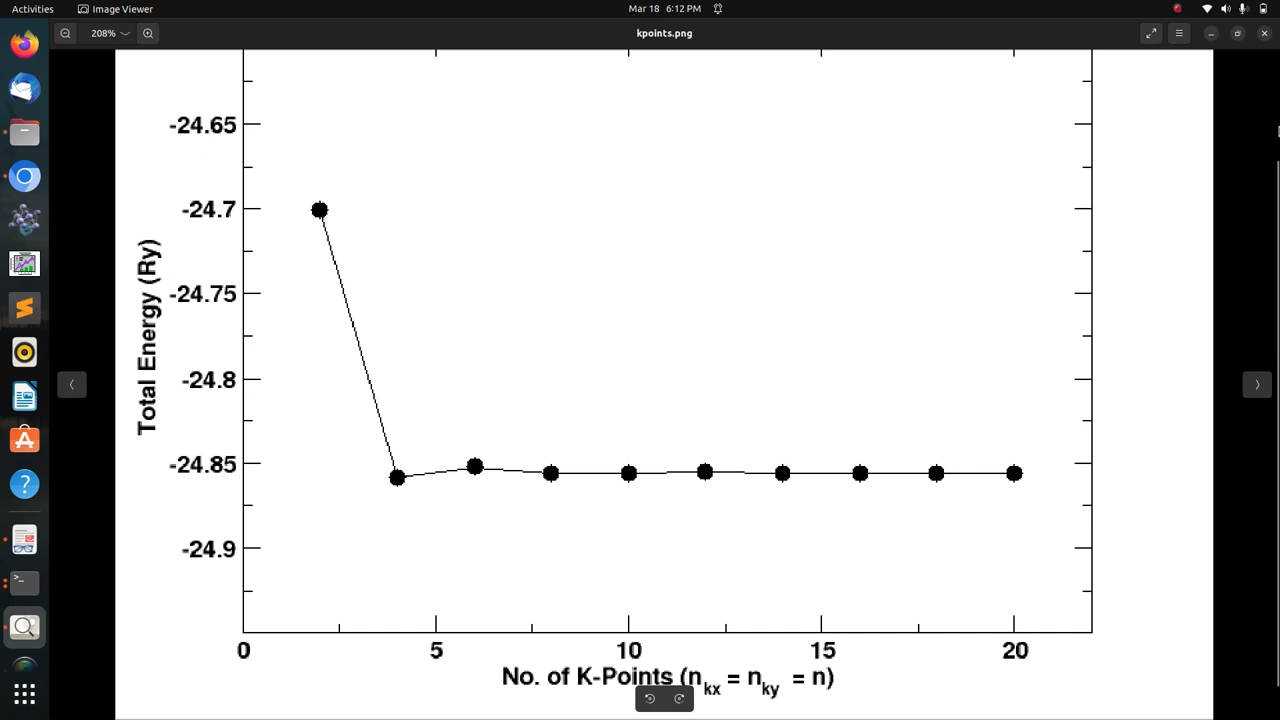 Activities Image Viewer Mar 18 6:12 PM
208% kpoints.png
-24.65
-24.7
-24.75
-24.8
-24.85
-24.9
Total Energy (Ry)
0 5 10 15 20
No. of K-Points (nkx = nky = n)